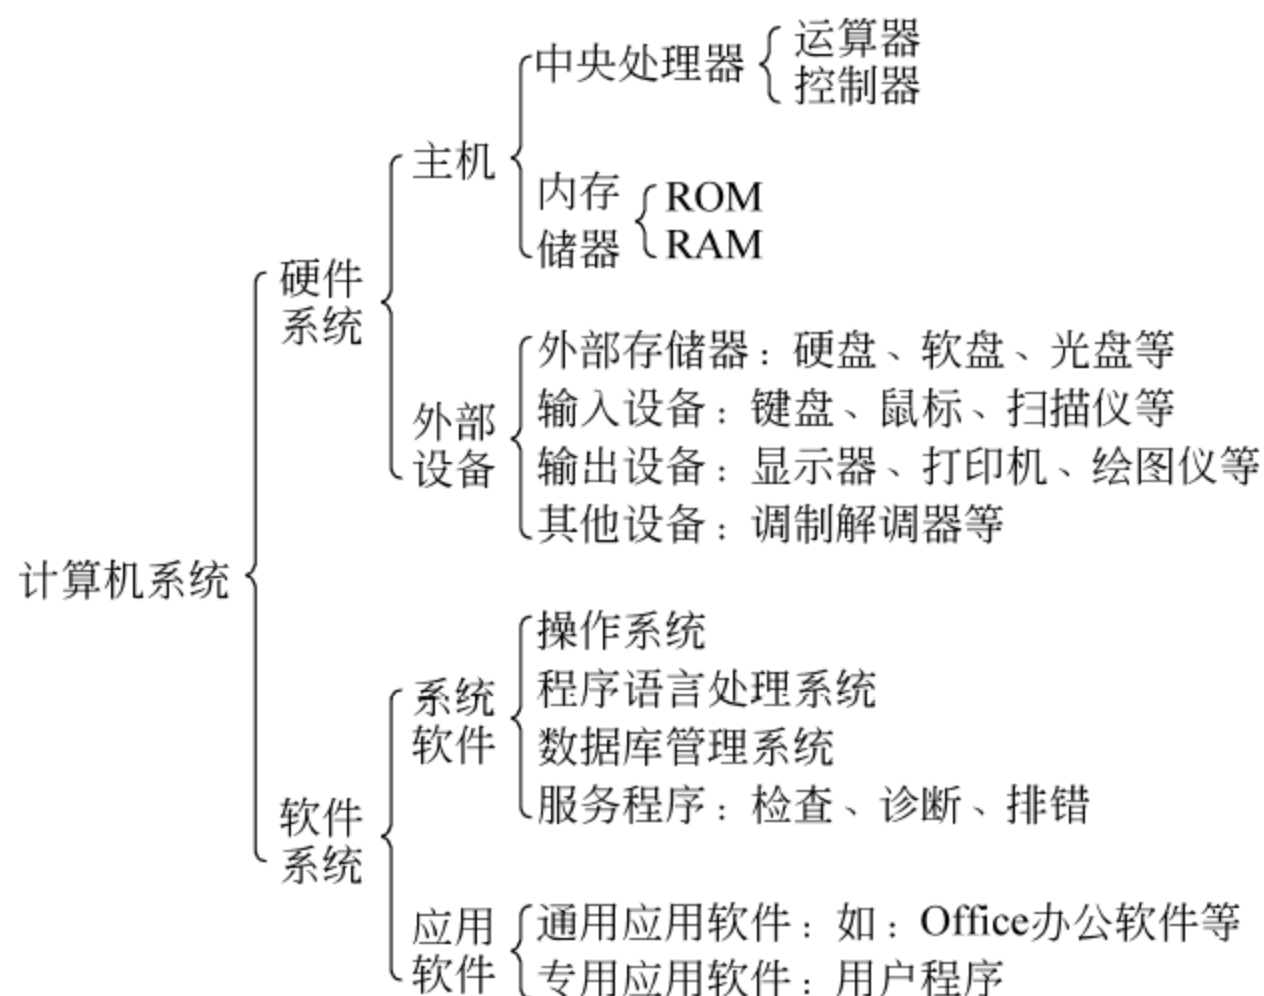 运算器
中央处理器
控制器
主机
内存
储器
ROM
RAM
硬件
系统
外部存储器：硬盘、软盘、光盘等
输入设备：键盘、鼠标、扫描仪等
外部
设备
输出设备：显示器、打印机、绘图仪等
其他设备：调制解调器等
计算机系统
操作系统
程序语言处理系统
系统
软件
数据库管理系统
服务程序：检查、诊断、排错
软件
系统
应用
软件
通用应用软件：如：Office办公软件等
专用应用软件：用户程序